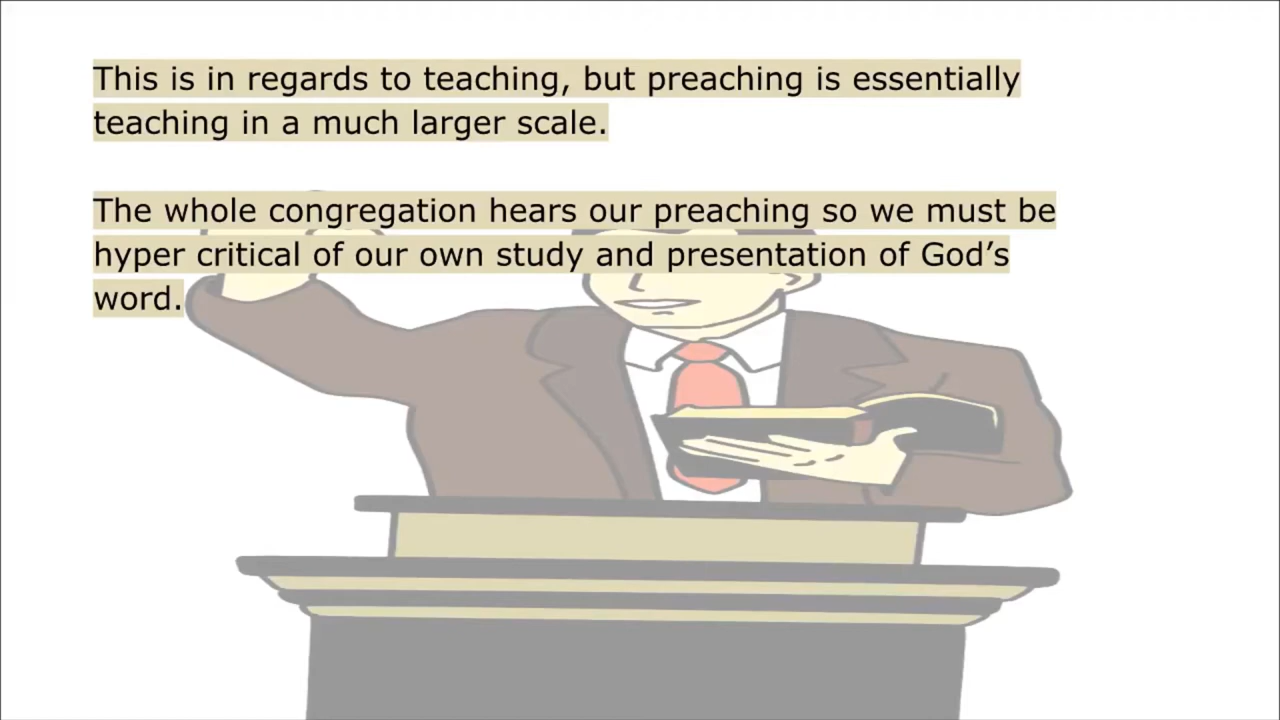 This is in regards to teaching, but preaching is essentially
teaching in a much larger scale.
The whole congregation hears our preaching so we must be
hyper critical of our own study and presentation of God’s
word.